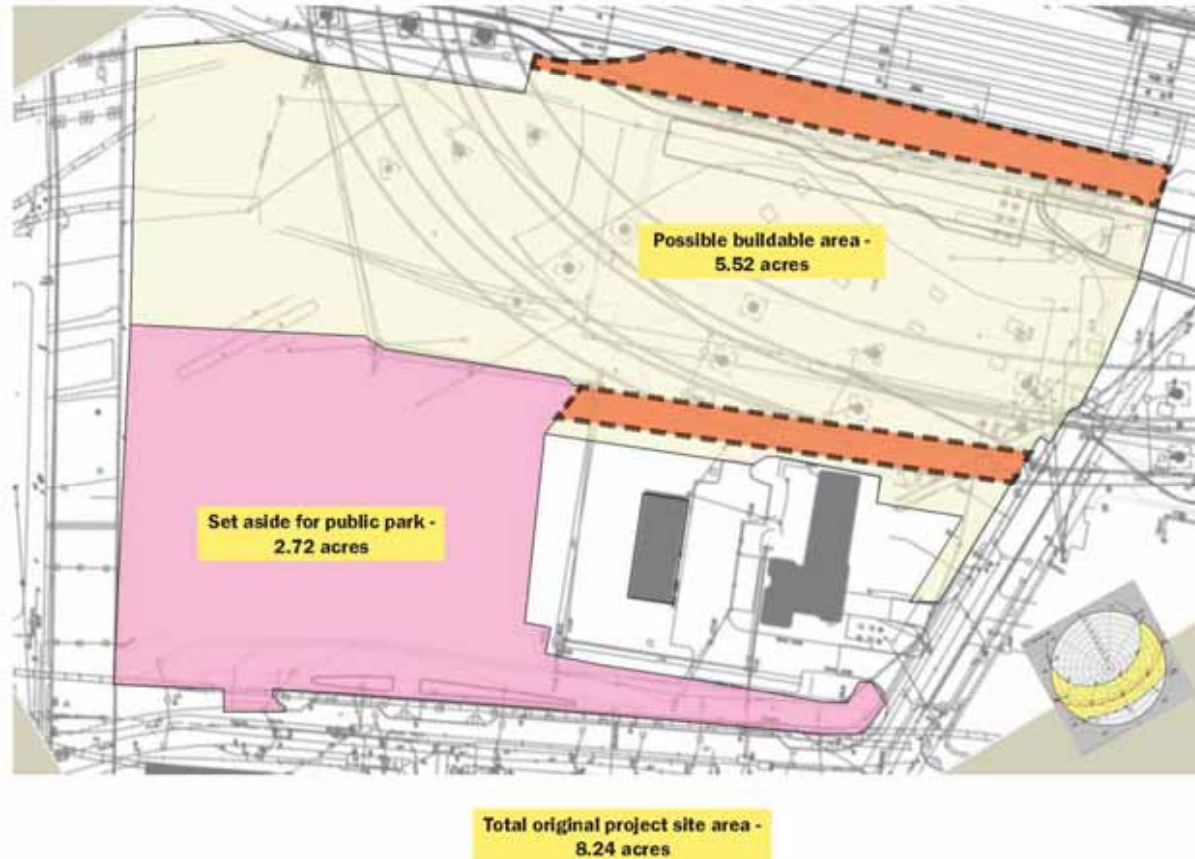 Possible buildable area -
5.52 acres
Set aside for public park -
2.72 acres
Total original project site area -
8.24 acres